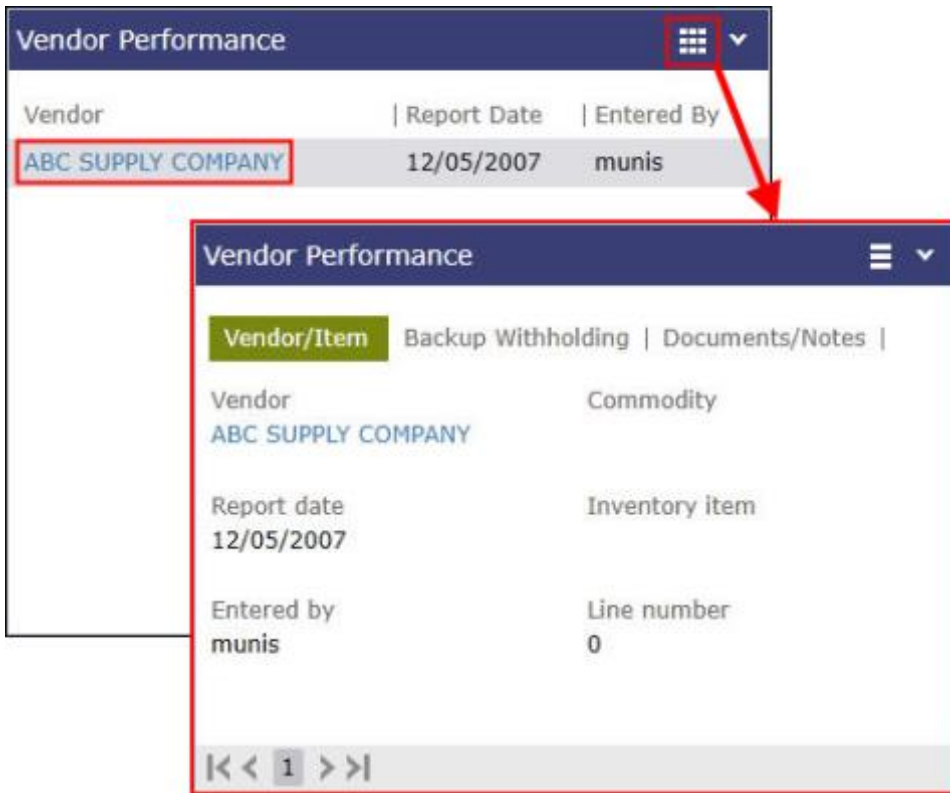 Vendor Performance
Vendor | Report Date | Entered By
ABC SUPPLY COMPANY 12/05/2007 munis
Vendor Performance
Vendor/Item Backup Withholding | Documents/Notes |
Vendor Commodity
ABC SUPPLY COMPANY
Report date Inventory item
12/05/2007
Entered by Line number
munis 0
1